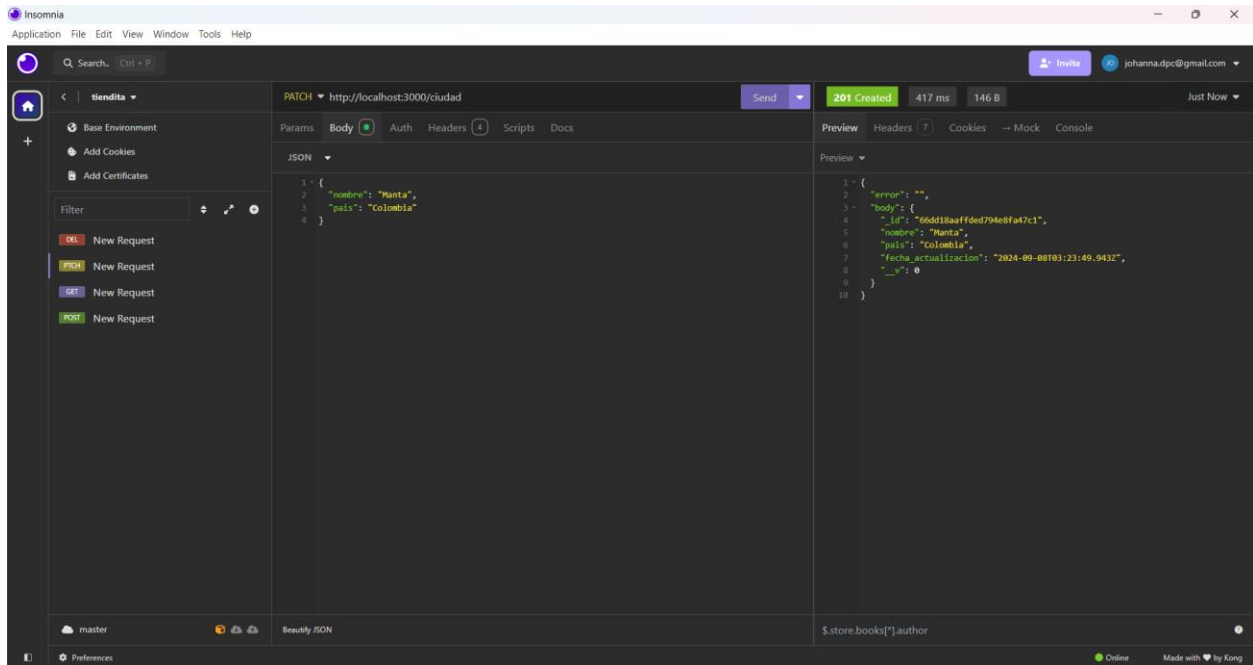 Insomnia
Application File Edit View Window Tools Help
Search.. Ctrl + P
Invite
JO
johanna.dpc@gmail.com
tiendita
Base Environment
Add Cookies
Add Certificates
Filter
DEL New Request
PTCH New Request
GET New Request
POST New Request
master
Preferences
PATCH http://localhost:3000/ciudad
Send
Params Body Auth Headers 4 Scripts Docs
JSON
1 {
2 "nombre": "Manta",
3 "pais": "Colombia"
4 }
Beautify JSON
201 Created 417 ms 146 B Just Now
Preview Headers 7 Cookies → Mock Console
Preview
1 {
2 "error": "",
3 "body": {
4 "_id": "66dd18aaffded794e8fa47c1",
5 "nombre": "Manta",
6 "pais": "Colombia",
7 "fecha_actualizacion": "2024-09-08T03:23:49.943Z",
8 "__v": 0
9 }
10 }
$.store.books[*].author
Online
Made with ♥ by Kong